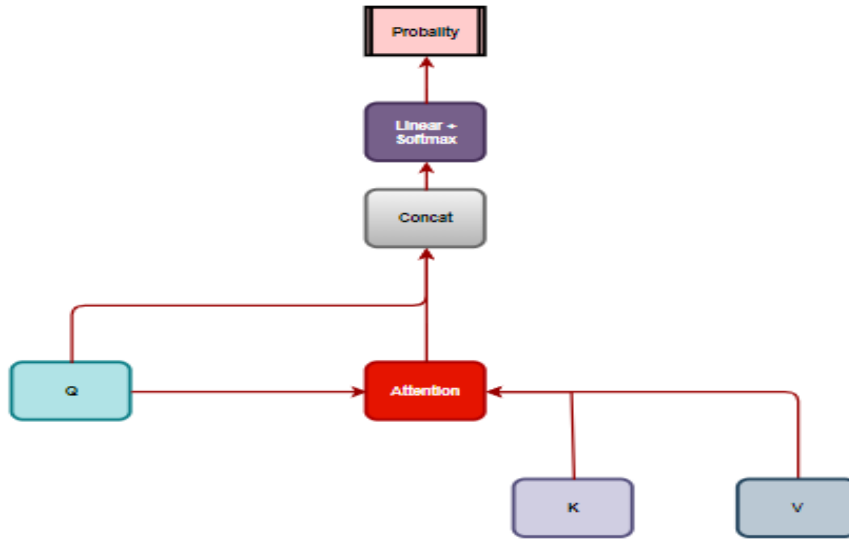 Probality
Linear +
Softmax
Concat
Q
Attention
K
V